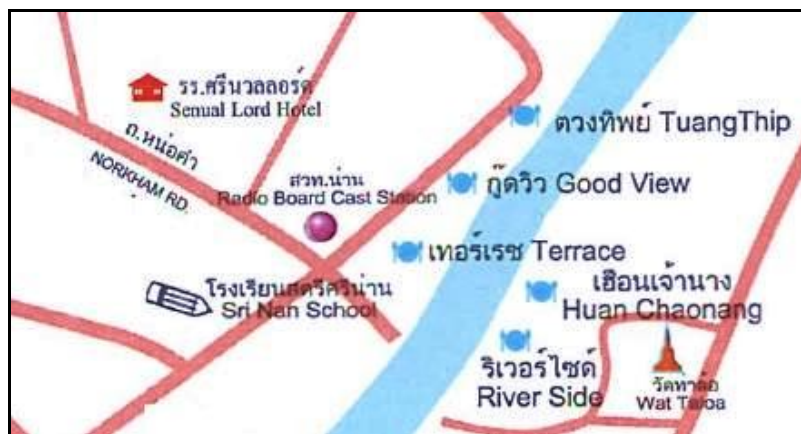 รร.ศรีนวลลอร์ด
Senual Lord Hotel
ถ.หน่อคำ
NORKHAM RD.
ตวงทิพย์ TuangThip
สวท.น่าน
Radio Board Cast Station
กู๊ดวิว Good View
เทอร์เรซ Terrace
โรงเรียนสตรีศรีน่าน
Sri Nan School
เฮือนเจ้านาง
Huan Chaonang
ริเวอร์ไซด์
River Side
วัดท่าล้อ
Wat Taloa